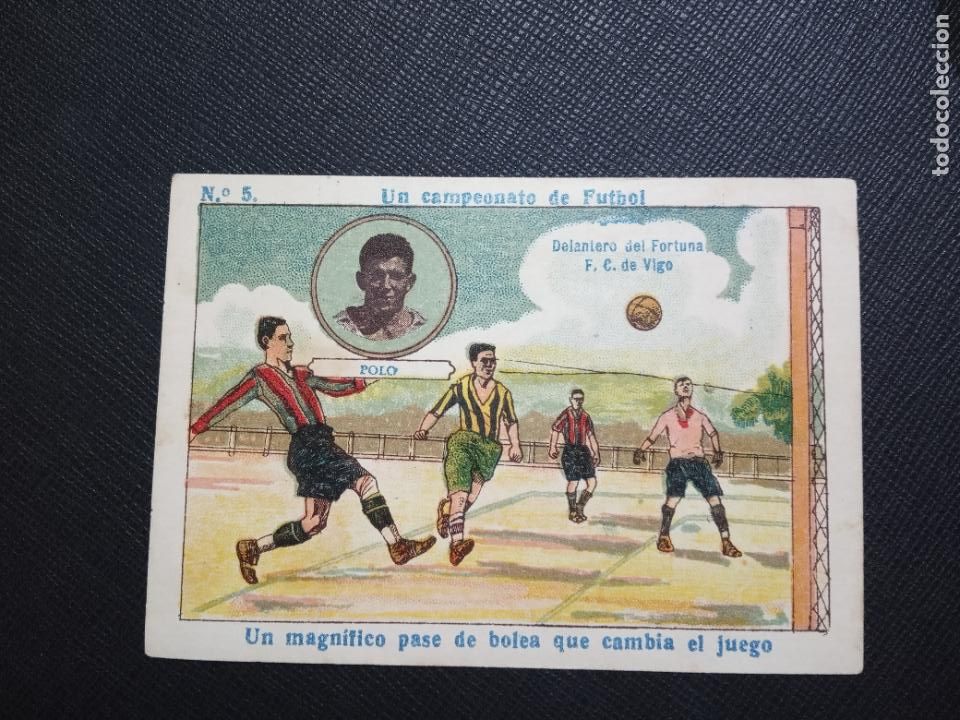 N.º 5.
Un campeonato de Futbol
Delantero del Fortuna
F. C. de Vigo
POLO
Un magnífico pase de bolea que cambia el juego
todocoleccion